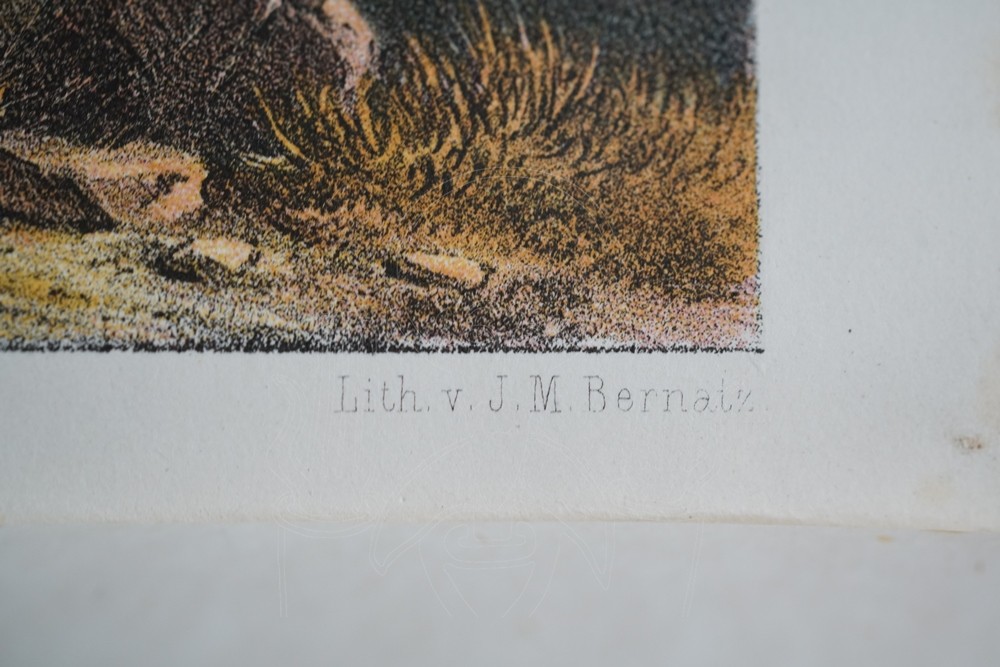 Lith. v. J. M. Bernatz.